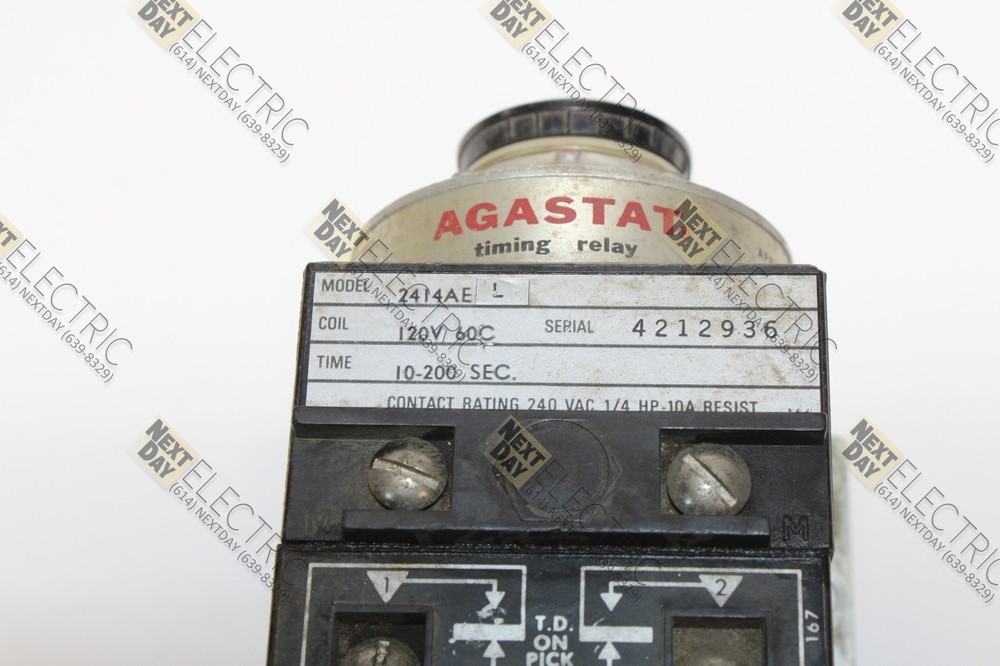 AGASTAT
timing relay
MODEL 2414AE L
COIL 120V 60C SERIAL 4212936
TIME 10-200 SEC.
CONTACT RATING 240 VAC 1/4 HP-10A RESIST
M
1 2
T.D.
ON
PICK
167
NEXT DAY ELECTRIC
(614) NEXTDAY (639-8329)